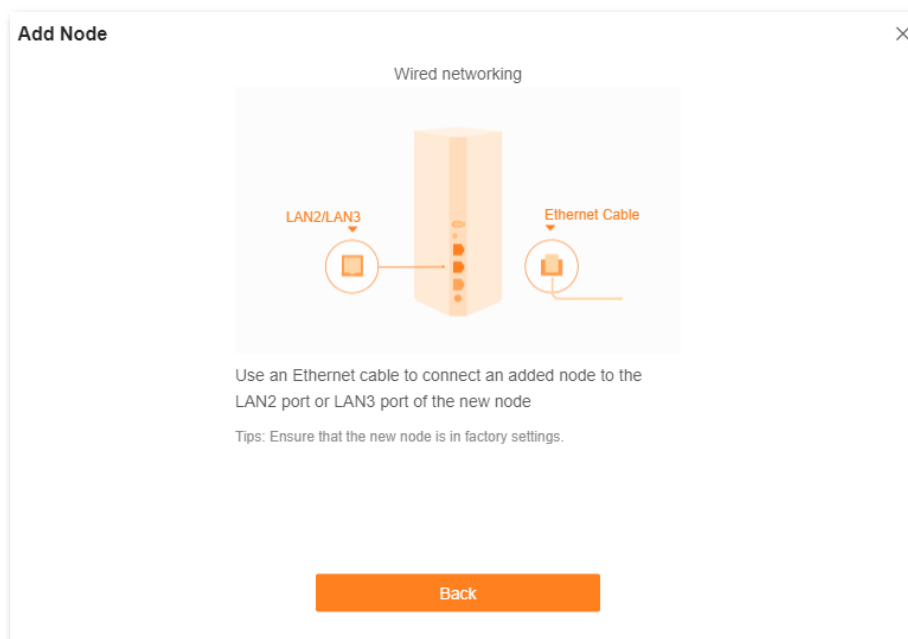 Add Node
Wired networking
LAN2/LAN3
Ethernet Cable
Use an Ethernet cable to connect an added node to the
LAN2 port or LAN3 port of the new node
Tips: Ensure that the new node is in factory settings.
Back